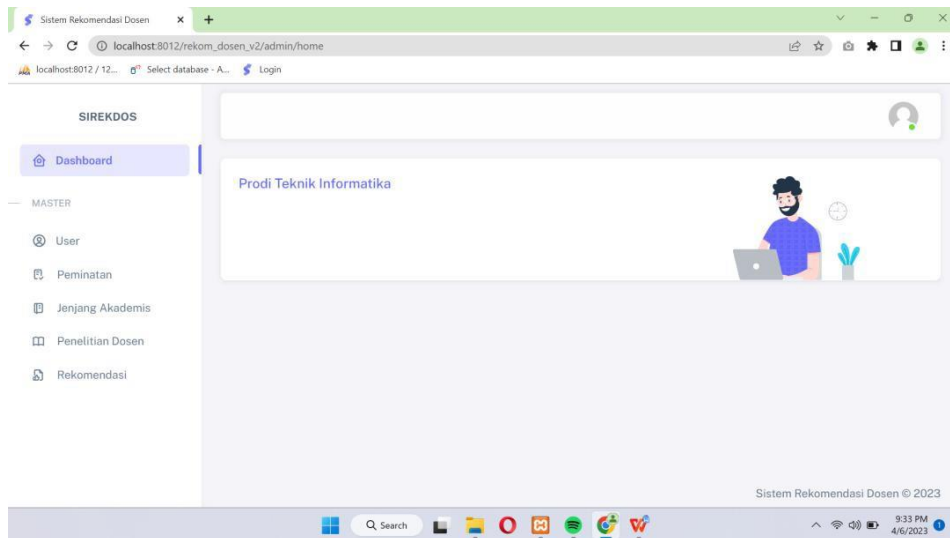 Sistem Rekomendasi Dosen
localhost:8012/rekom_dosen_v2/admin/home
localhost:8012 / 12... Select database - A... Login
SIREKDOS
Dashboard
MASTER
User
Peminatan
Jenjang Akademis
Penelitian Dosen
Rekomendasi
Prodi Teknik Informatika
Sistem Rekomendasi Dosen © 2023
Search
9:33 PM
4/6/2023
1